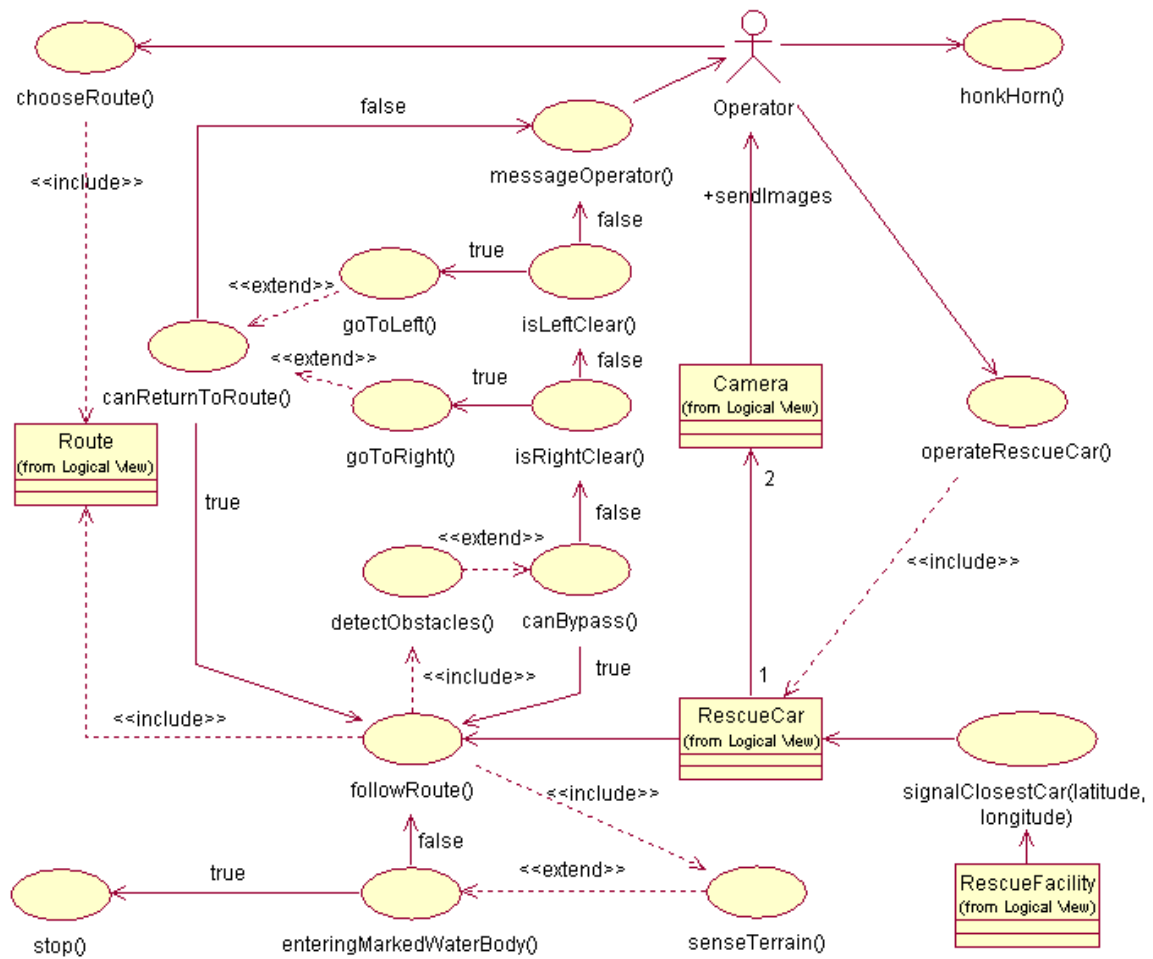 chooseRoute()
Operator
honkHorn()
false
messageOperator()
<<include>>
+sendImages
false
true
<<extend>>
goToLeft()
isLeftClear()
<<extend>>
false
true
canReturnToRoute()
Camera
(from Logical View)
Route
(from Logical View)
goToRight()
isRightClear()
operateRescueCar()
2
true
false
<<extend>>
<<include>>
detectObstacles()
canBypass()
true
<<include>>
1
<<include>>
RescueCar
(from Logical View)
followRoute()
<<include>>
signalClosestCar(latitude,
longitude)
false
true
<<extend>>
RescueFacility
(from Logical View)
stop()
enteringMarkedWaterBody()
senseTerrain()